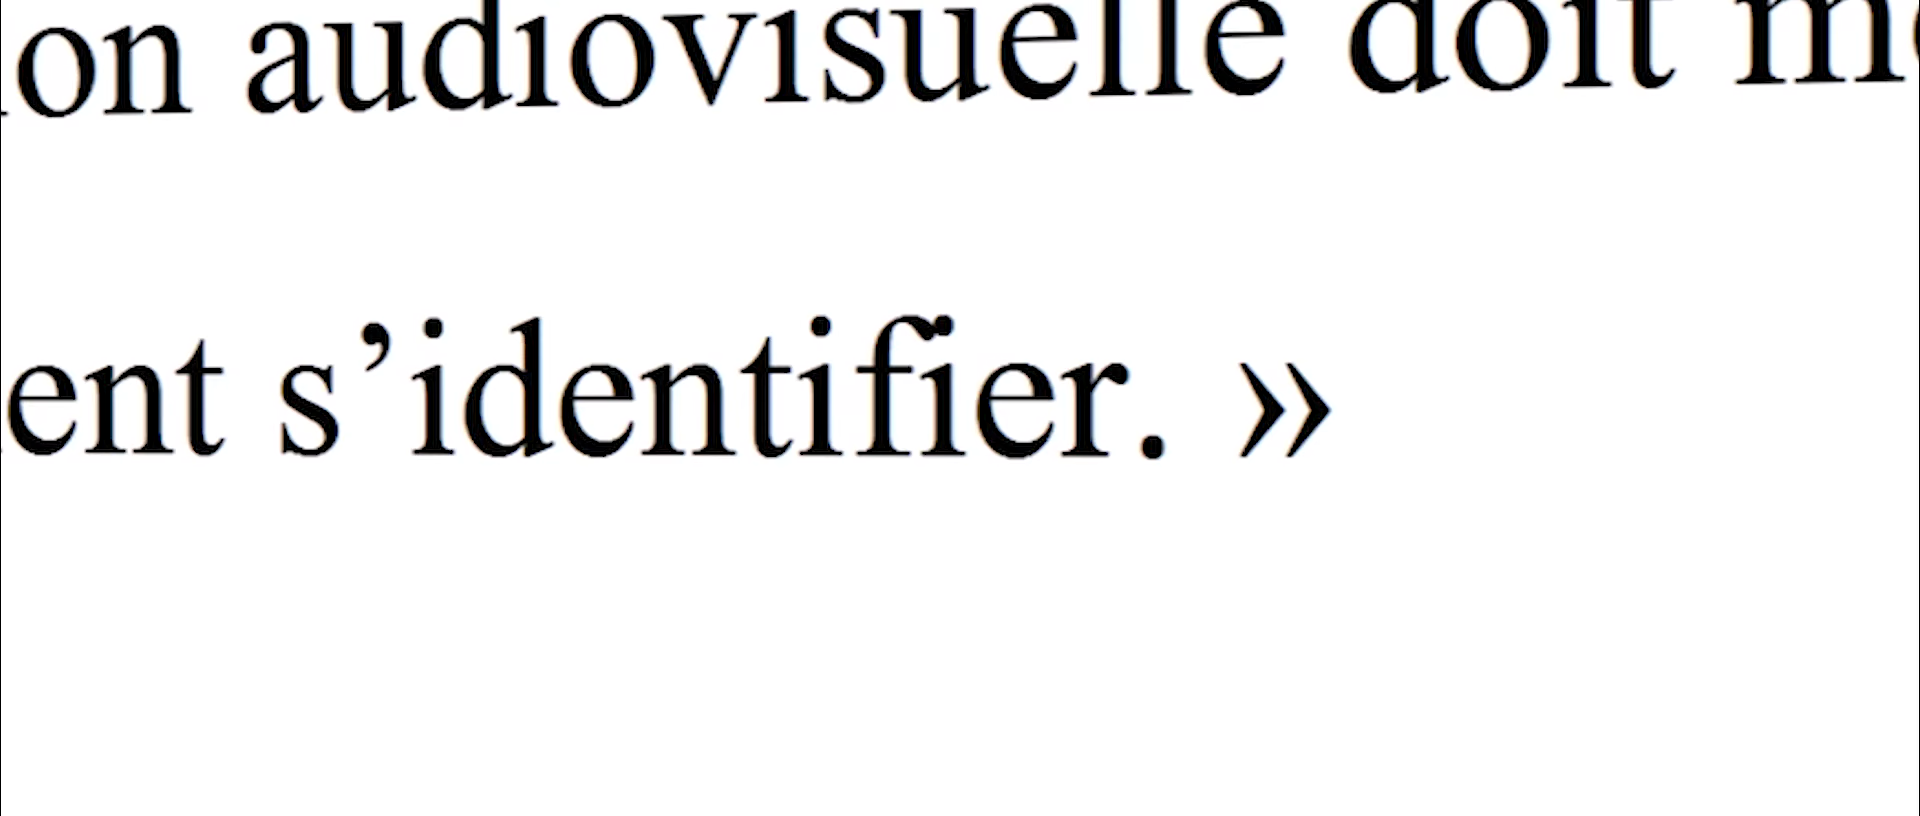 on audiovisuelle doit m
ent s’identifier. »